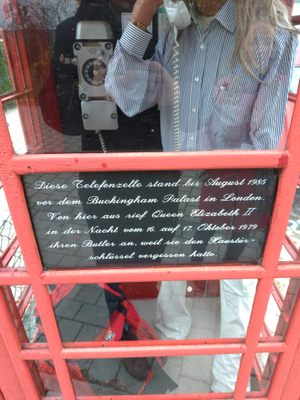 Diese Telefonzelle stand bis August 1985
vor dem Buckingham Palast in London.
Von hier aus rief Queen Elizabeth II
in der Nacht vom 16. auf 17. Oktober 1979
ihren Butler an, weil sie den Haustür-
schlüssel vergessen hatte.